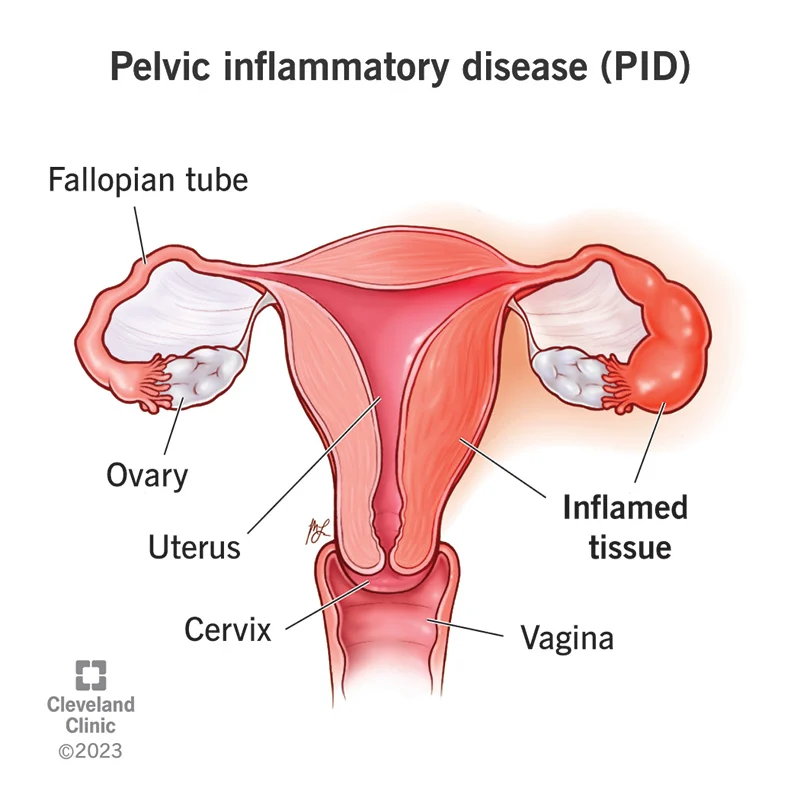 Pelvic inflammatory disease (PID)
Fallopian tube
Ovary
Uterus
Inflamed
tissue
Cervix
Vagina
Cleveland
Clinic
©2023